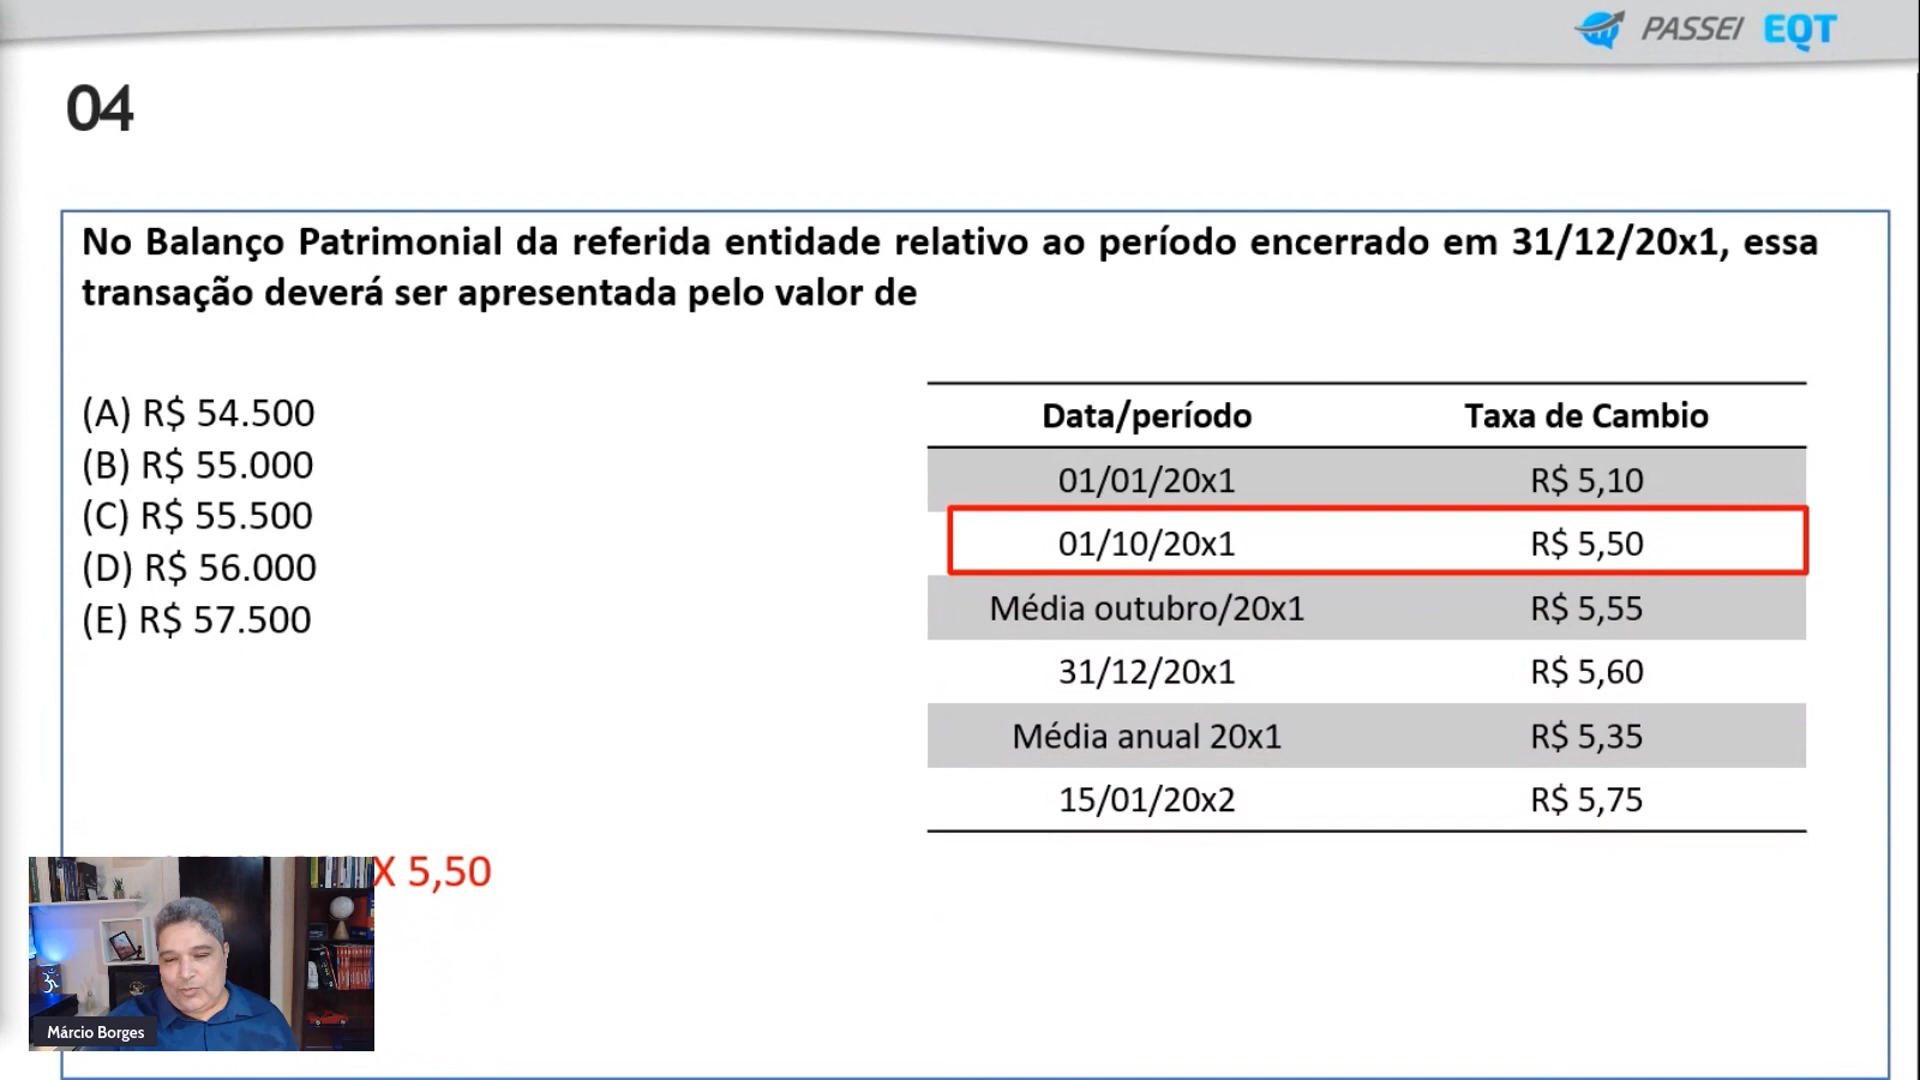 PASSEI EQT
04
No Balanço Patrimonial da referida entidade relativo ao período encerrado em 31/12/20x1, essa
transação deverá ser apresentada pelo valor de
(A) R$ 54.500
(B) R$ 55.000
(C) R$ 55.500
(D) R$ 56.000
(E) R$ 57.500
Data/período Taxa de Cambio
01/01/20x1 R$ 5,10
01/10/20x1 R$ 5,50
Média outubro/20x1 R$ 5,55
31/12/20x1 R$ 5,60
Média anual 20x1 R$ 5,35
15/01/20x2 R$ 5,75
X 5,50
Márcio Borges